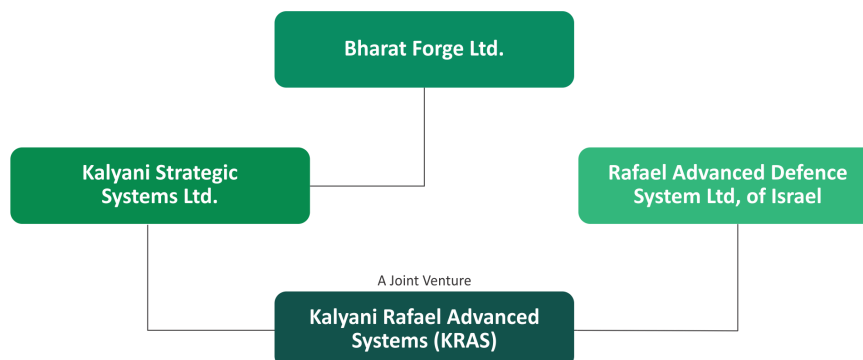 Bharat Forge Ltd.
Kalyani Strategic
Systems Ltd.
Rafael Advanced Defence
System Ltd, of Israel
A Joint Venture
Kalyani Rafael Advanced
Systems (KRAS)